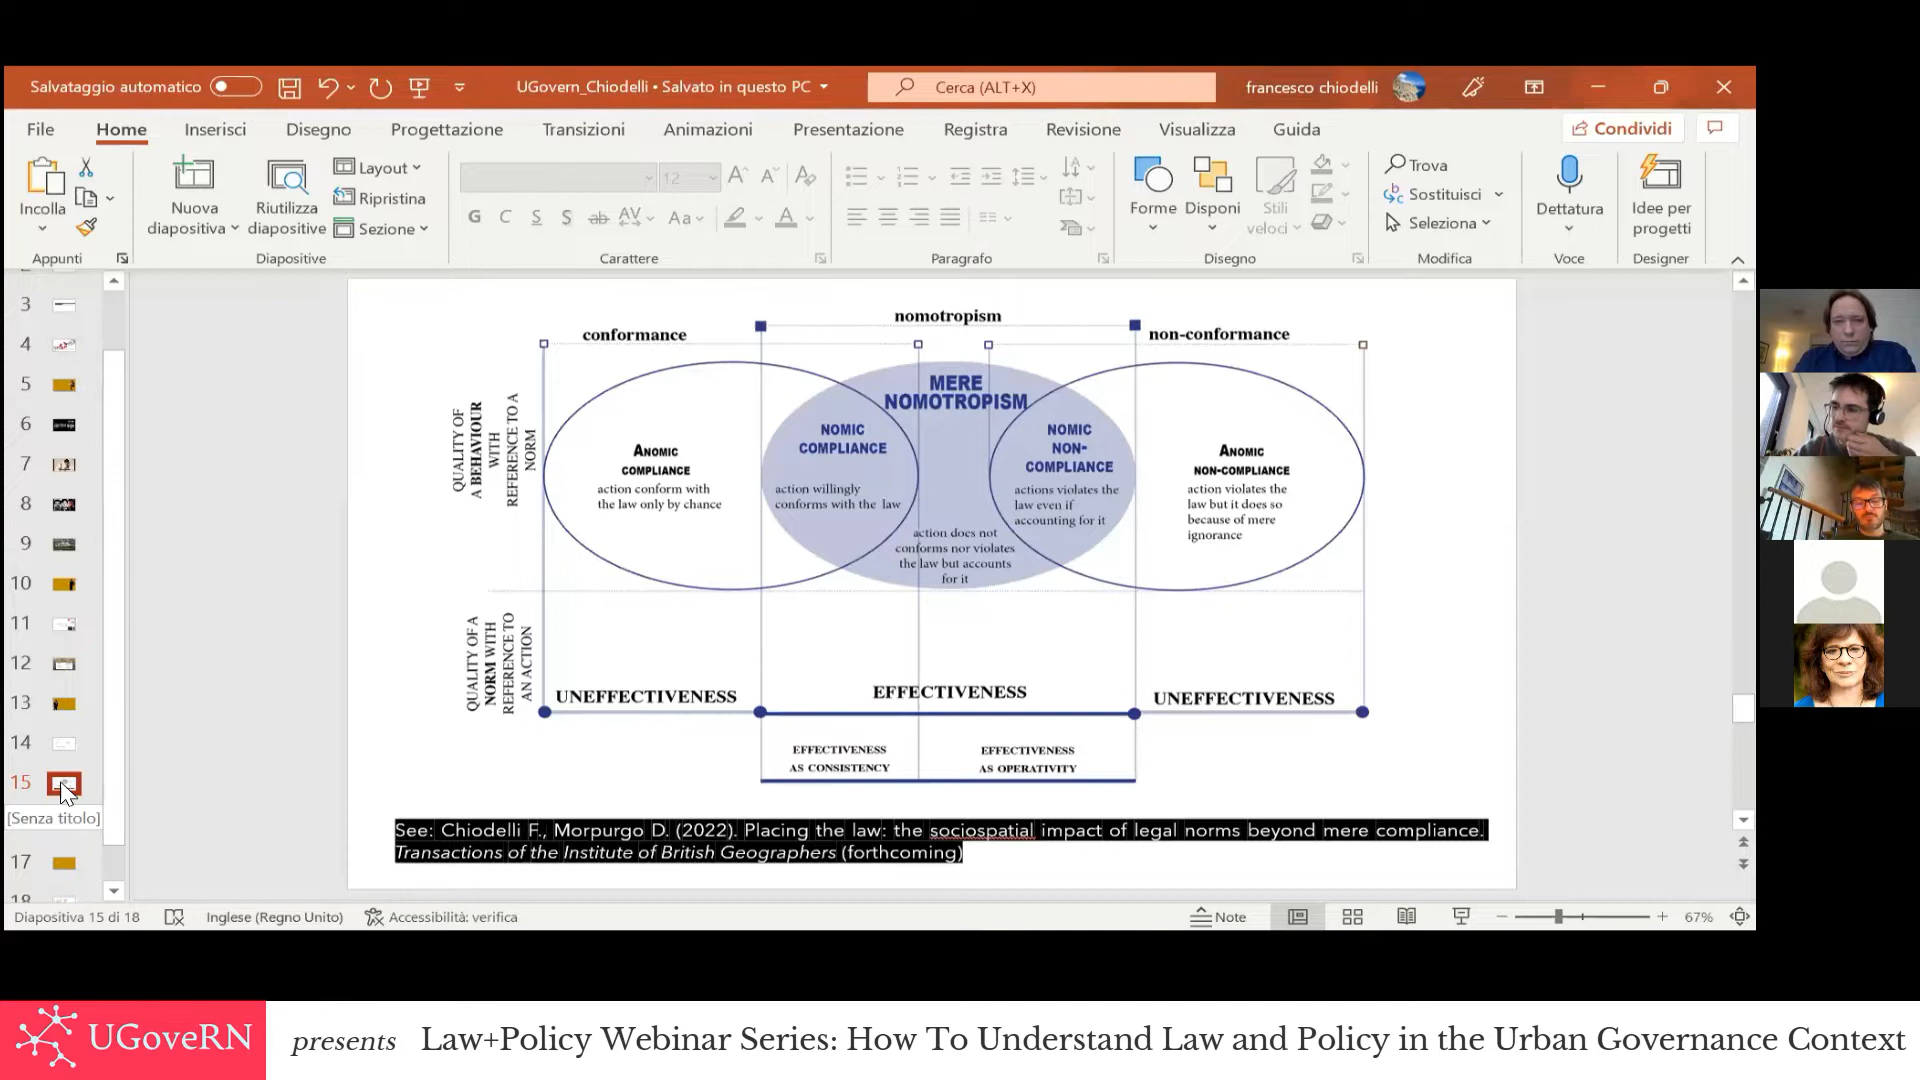 Salvataggio automatico
UGovern_Chiodelli • Salvato in questo PC
Cerca (ALT+X)
francesco chiodelli
File Home Inserisci Disegno Progettazione Transizioni Animazioni Presentazione Registra Revisione Visualizza Guida
Condividi
Incolla
Nuova
diapositiva
Riutilizza
diapositive
Layout
Ripristina
Sezione
12
G C S S ab AV Aa A
Forme
Disponi
Stili
veloci
Trova
Sostituisci
Seleziona
Dettatura
Idee per
progetti
Appunti Diapositive Carattere Paragrafo Disegno Modifica Voce Designer
3
4
5
6
7
8
9
10
11
12
13
14
15
[Senza titolo]
17
18
nomotropism
conformance
non-conformance
QUALITY OF
A BEHAVIOUR
WITH
REFERENCE TO A
NORM
MERE
NOMOTROPISM
ANOMIC
COMPLIANCE
action conform with
the law only by chance
NOMIC
COMPLIANCE
action willingly
conforms with the law
action does not
conforms nor violates
the law but accounts
for it
NOMIC
NON-
COMPLIANCE
actions violates the
law even if
accounting for it
ANOMIC
NON-COMPLIANCE
action violates the
law but it does so
because of mere
ignorance
QUALITY OF A
NORM WITH
REFERENCE TO
AN ACTION
UNEFFECTIVENESS
EFFECTIVENESS
UNEFFECTIVENESS
EFFECTIVENESS
AS CONSISTENCY
EFFECTIVENESS
AS OPERATIVITY
See: Chiodelli F., Morpurgo D. (2022). Placing the law: the sociospatial impact of legal norms beyond mere compliance.
Transactions of the Institute of British Geographers (forthcoming)
Diapositiva 15 di 18
Inglese (Regno Unito)
Accessibilità: verifica
Note
67%
UGoveRN
presents Law+Policy Webinar Series: How To Understand Law and Policy in the Urban Governance Context